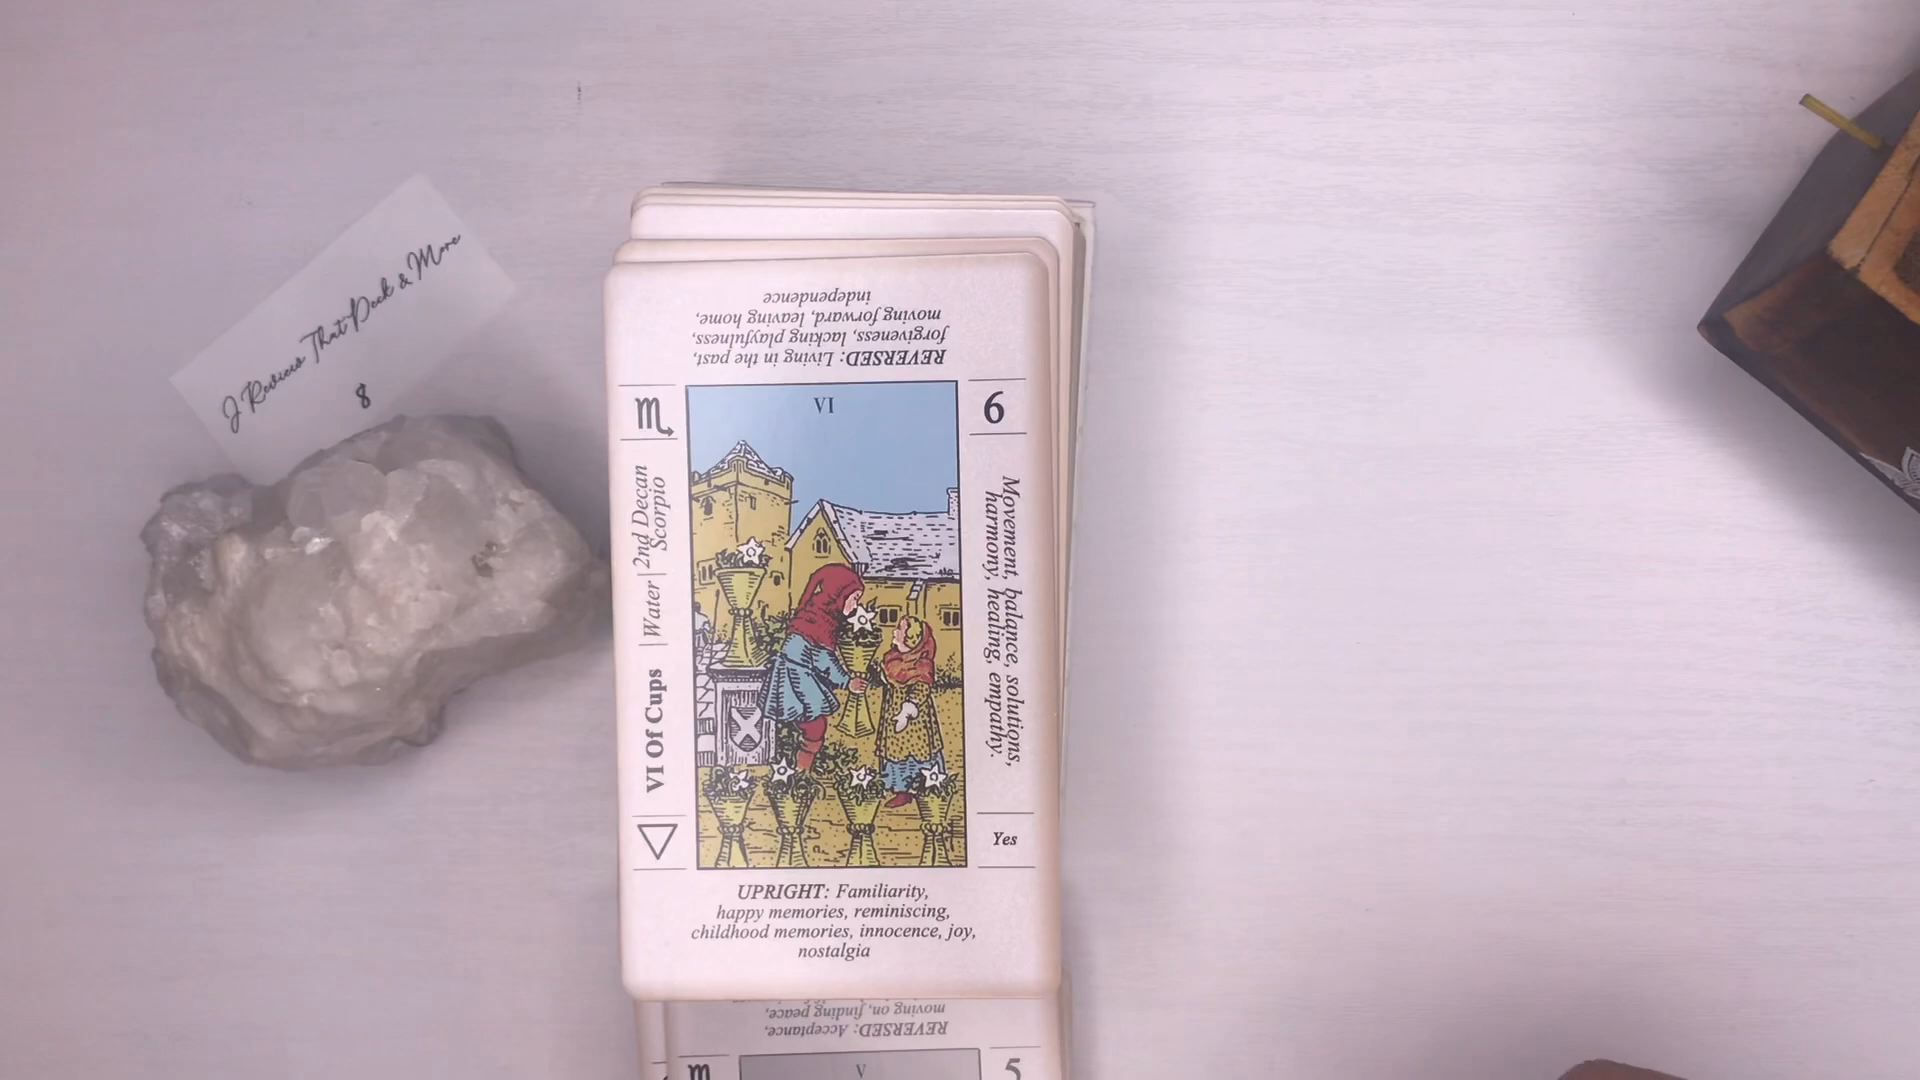 J Reviews That Deck & More
8
REVERSED: Living in the past,
forgiveness, lacking playfulness,
moving forward, leaving home,
independence
♏
VI
6
VI Of Cups | Water | 2nd Decan
Scorpio
Movement, balance, solutions,
harmony, healing, empathy.
Yes
UPRIGHT: Familiarity,
happy memories, reminiscing,
childhood memories, innocence, joy,
nostalgia
REVERSED: Acceptance,
moving on, finding peace,
♏
V
5